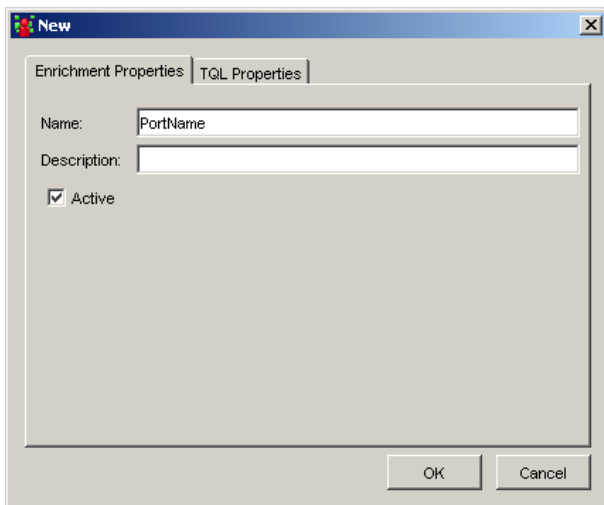 New
Enrichment Properties TQL Properties
Name: PortName
Description:
Active
OK Cancel